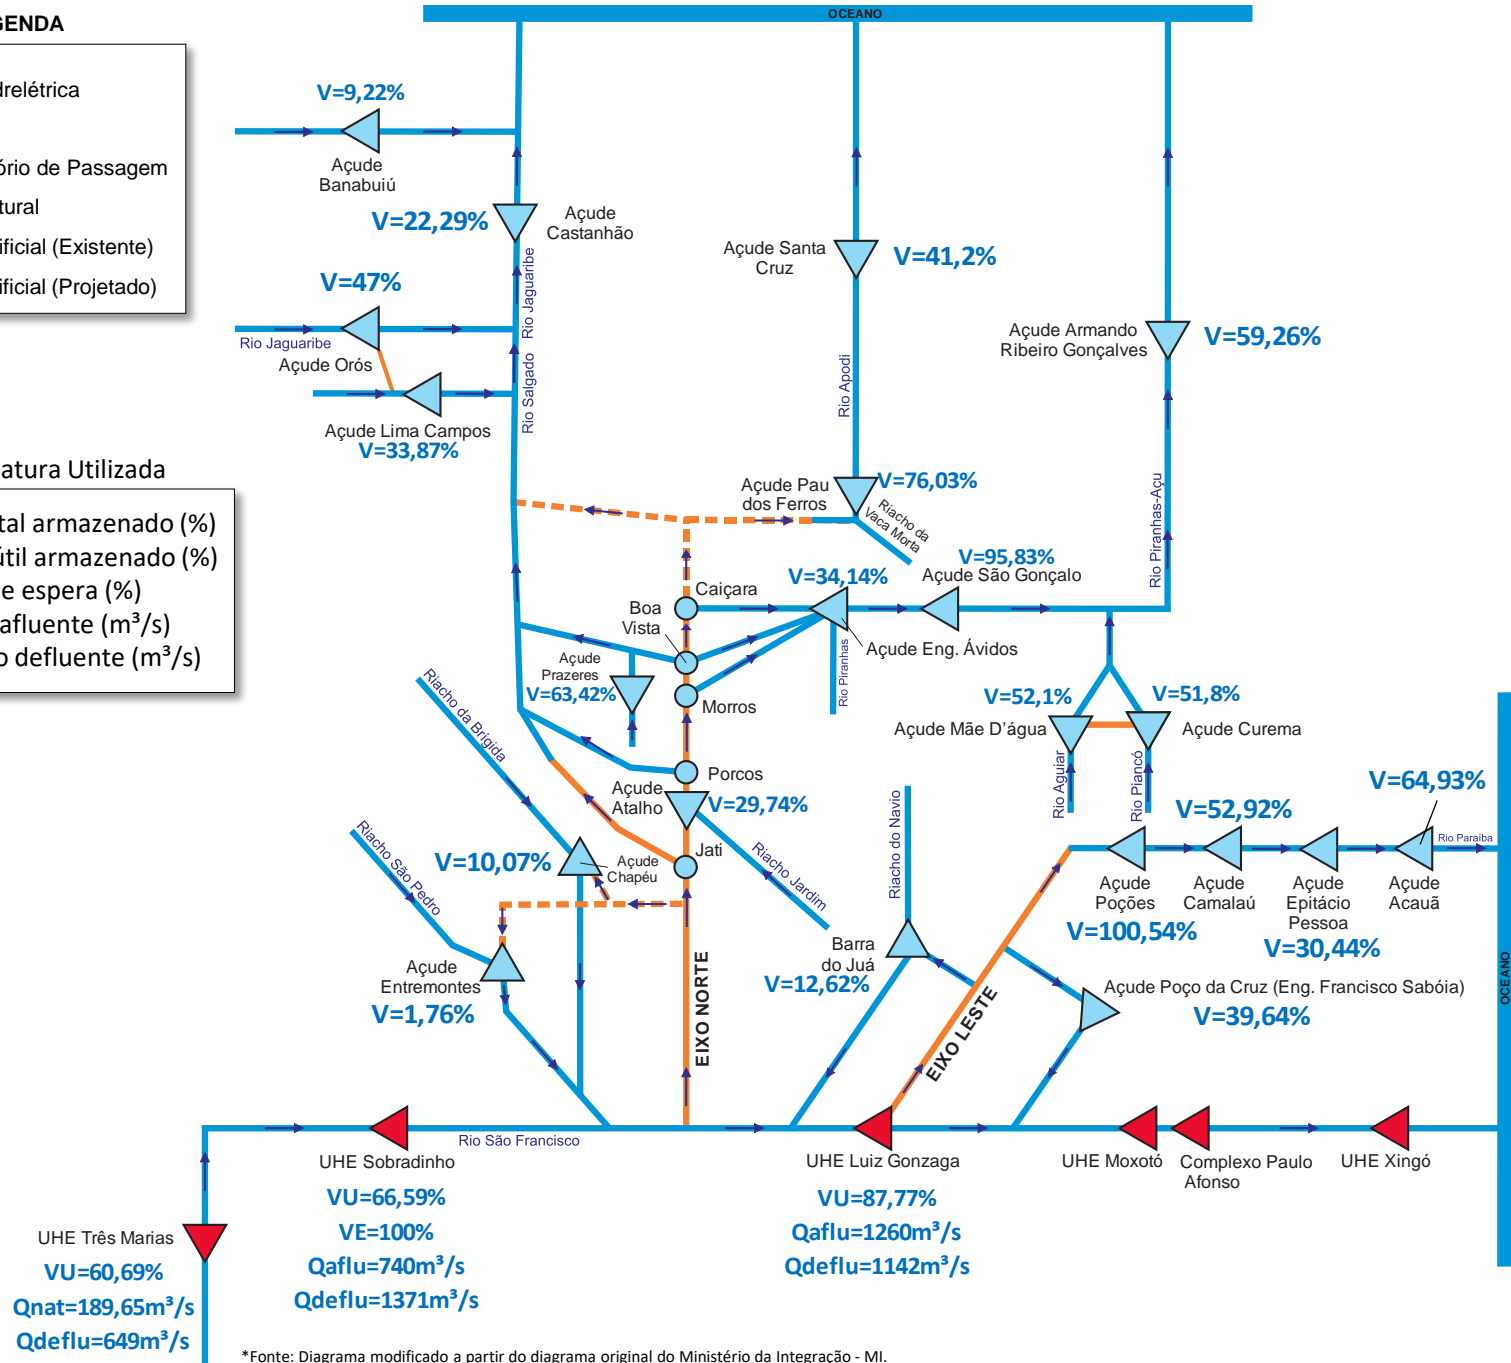 OCEANO
GENDA
drelétrica
ório de Passagem
tural
ificial (Existente)
ificial (Projetado)
V=9,22%
Açude
Banabuiú
V=22,29%
Açude
Castanhão
Rio Jaguaribe
V=47%
Rio Jaguaribe
Açude Orós
Rio Salgado
Açude Lima Campos
V=33,87%
Açude Santa
Cruz
V=41,2%
Rio Apodi
Açude Armando
Ribeiro Gonçalves
V=59,26%
Rio Piranhas-Açu
atura Utilizada
tal armazenado (%)
útil armazenado (%)
e espera (%)
afluente (m³/s)
o defluente (m³/s)
Açude Pau
dos Ferros
V=76,03%
Riacho da
Vaca Morta
V=95,83%
Açude São Gonçalo
V=34,14%
Caiçara
Boa
Vista
Açude Eng. Ávidos
Rio Piranhas
Açude
Prazeres
V=63,42%
Morros
Riacho da Brígida
V=52,1%
V=51,8%
Açude Mãe D'água
Açude Curema
Rio Aguiar
Rio Piancó
Porcos
Açude
Atalho
V=29,74%
V=64,93%
V=52,92%
Riacho do Navio
Riacho São Pedro
V=10,07%
Açude
Chapéu
Jati
Riacho Jardim
Rio Paraíba
Açude
Poções
Açude
Camalaú
Açude
Epitácio
Pessoa
Açude
Acauã
V=100,54%
V=30,44%
Barra
do Juá
V=12,62%
Açude
Entremontes
V=1,76%
EIXO NORTE
EIXO LESTE
Açude Poço da Cruz (Eng. Francisco Sabóia)
V=39,64%
OCEANO
Rio São Francisco
UHE Sobradinho
VU=66,59%
VE=100%
Qaflu=740m³/s
Qdeflu=1371m³/s
UHE Luiz Gonzaga
VU=87,77%
Qaflu=1260m³/s
Qdeflu=1142m³/s
UHE Moxotó
Complexo Paulo
Afonso
UHE Xingó
UHE Três Marias
VU=60,69%
Qnat=189,65m³/s
Qdeflu=649m³/s
*Fonte: Diagrama modificado a partir do diagrama original do Ministério da Integração - MI.